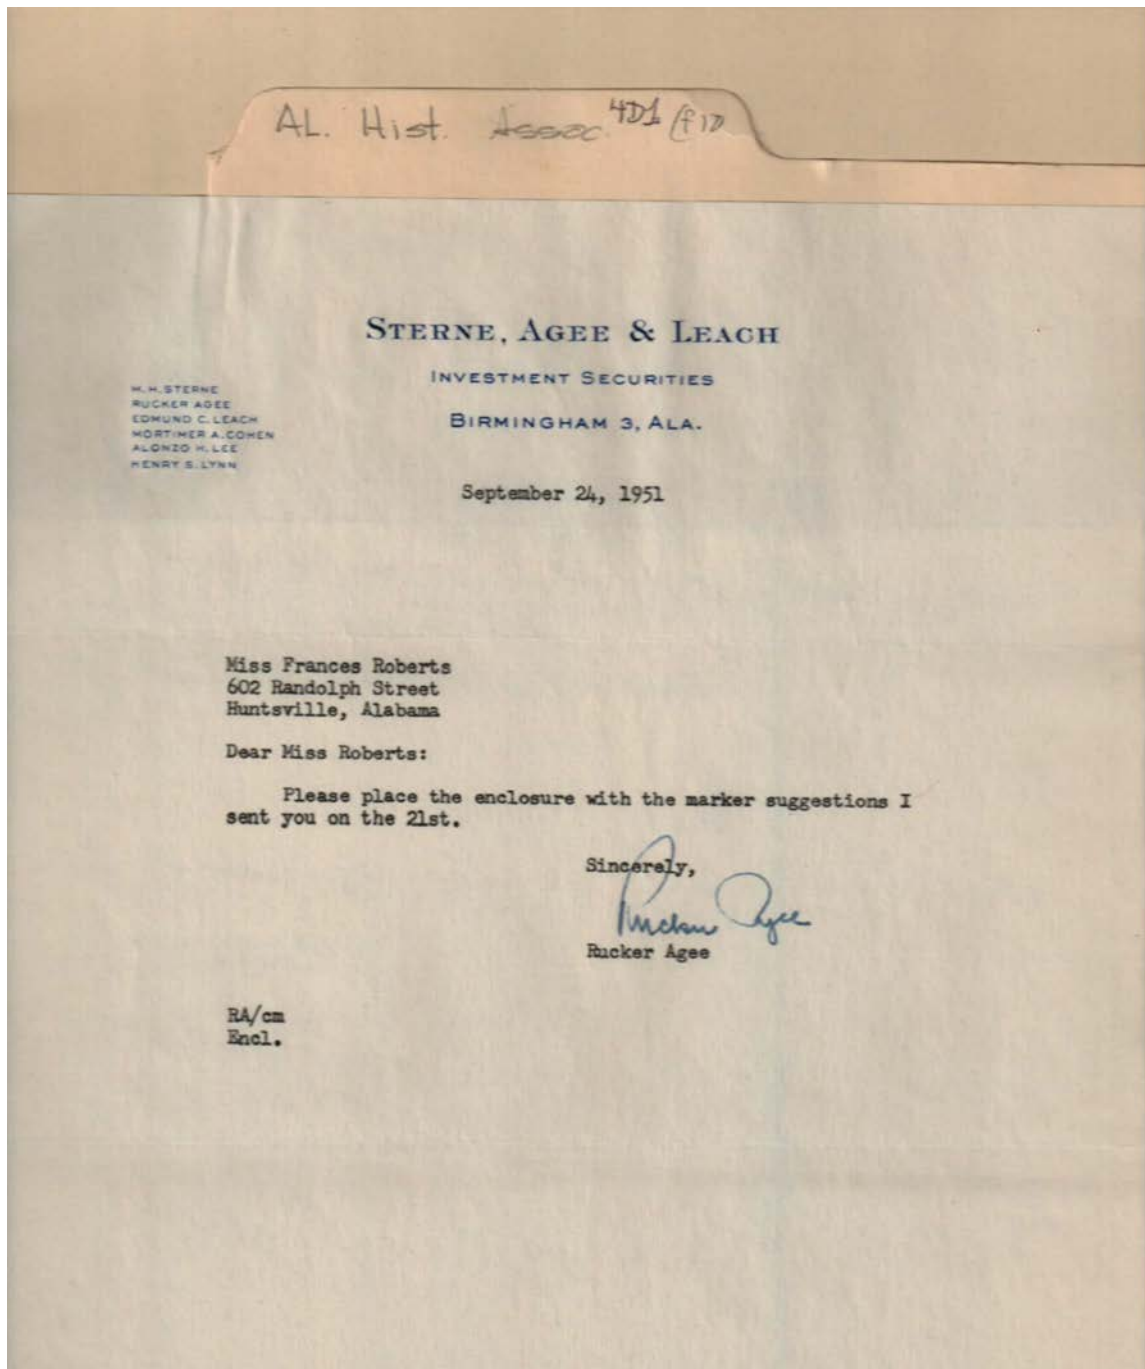 AL. Hist. Assoc. 4D1
STERNE, AGEE & LEACH
INVESTMENT SECURITIES
BIRMINGHAM 3, ALA.
M. H. STERNE
RUCKER AGEE
EDMUND C. LEACH
MORTIMER A. COHEN
ALONZO H. LEE
HENRY S. LYNN
September 24, 1951
Miss Frances Roberts
602 Randolph Street
Huntsville, Alabama
Dear Miss Roberts:
Please place the enclosure with the marker suggestions I
sent you on the 21st.
Sincerely,
Rucker Agee
Rucker Agee
RA/cm
Encl.